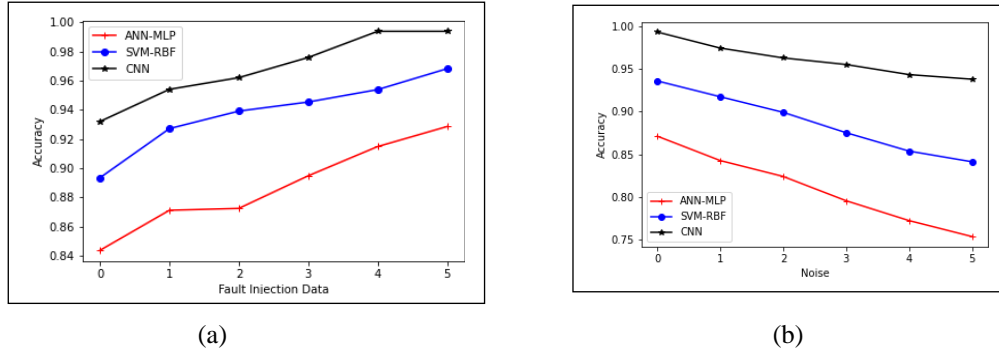 1.00
0.98
0.96
0.94
0.92
0.90
0.88
0.86
0.84
Accuracy
ANN-MLP
SVM-RBF
CNN
0 1 2 3 4 5
Fault Injection Data
(a)
1.00
0.95
0.90
0.85
0.80
0.75
Accuracy
ANN-MLP
SVM-RBF
CNN
0 1 2 3 4 5
Noise
(b)